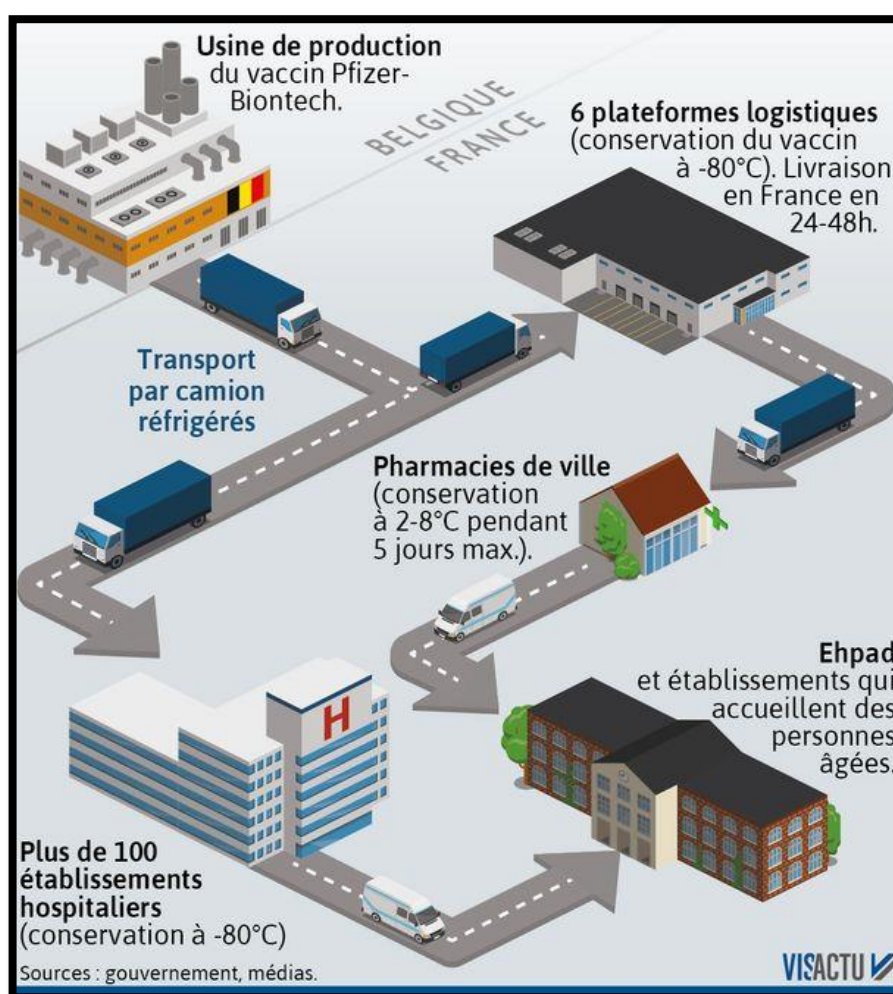 Usine de production
du vaccin Pfizer-
Biontech.
BELGIQUE
FRANCE
6 plateformes logistiques
(conservation du vaccin
à -80°C). Livraison
en France en
24-48h.
Transport
par camion
réfrigérés
Pharmacies de ville
(conservation
à 2-8°C pendant
5 jours max.).
Ehpad
et établissements qui
accueillent des
personnes
âgées.
H
Plus de 100
établissements
hospitaliers
(conservation à -80°C)
Sources : gouvernement, médias.
VISACTU